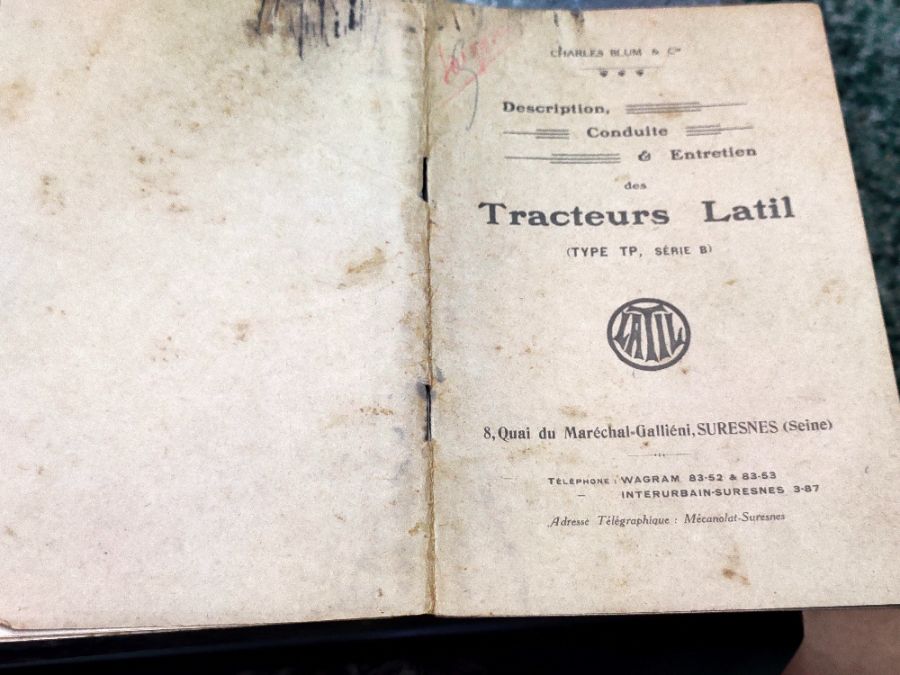 CHARLES BLUM & Cie
Description,
Conduite
& Entretien
des
Tracteurs Latil
(TYPE TP, SÉRIE B)
LATIL
8, Quai du Maréchal-Galliéni, SURESNES (Seine)
TÉLÉPHONE : WAGRAM 83-52 & 83-53
— INTERURBAIN-SURESNES 3-87
Adresse Télégraphique : Mécanolat-Suresnes